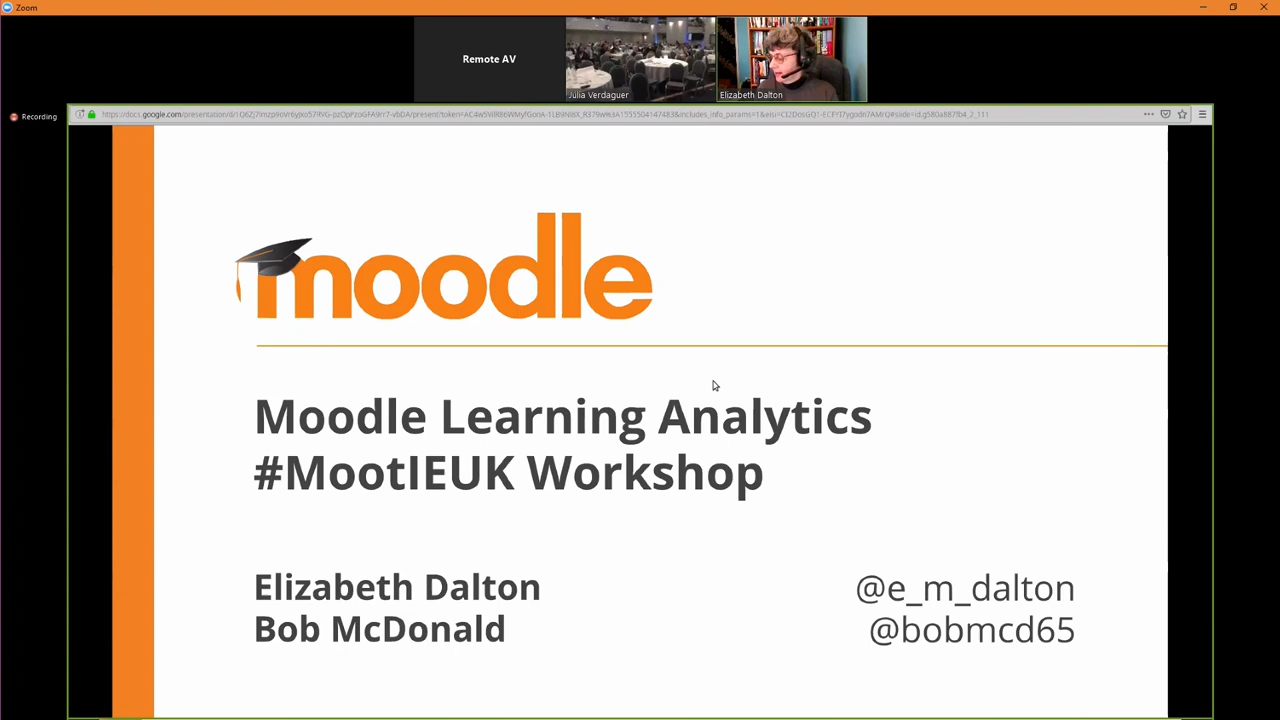 Zoom
Remote AV
Julia Verdaguer
Elizabeth Dalton
Recording
moodle
Moodle Learning Analytics
#MootIEUK Workshop
Elizabeth Dalton
@e_m_dalton
Bob McDonald
@bobmcd65